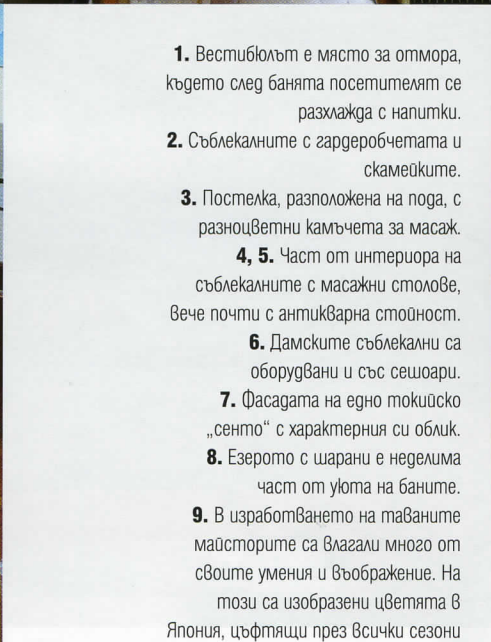 1. Вестибюлът е място за отмора,
където след банята посетителят се
разхлажда с напитки.
2. Съблекалните с гардеробчетата и
скамейките.
3. Постелка, разположена на пода, с
разноцветни камъчета за масаж.
4, 5. Част от интериора на
съблекалните с масажни столове,
вече почти с антикварна стойност.
6. Дамските съблекални са
оборудвани и със сешоари.
7. Фасадата на едно токийско
„сенто“ с характерния си облик.
8. Езерото с шарани е неделима
част от уюта на баните.
9. В изработването на таваните
майсторите са влагали много от
своите умения и въображение. На
този са изобразени цветята в
Япония, цъфтящи през всички сезони